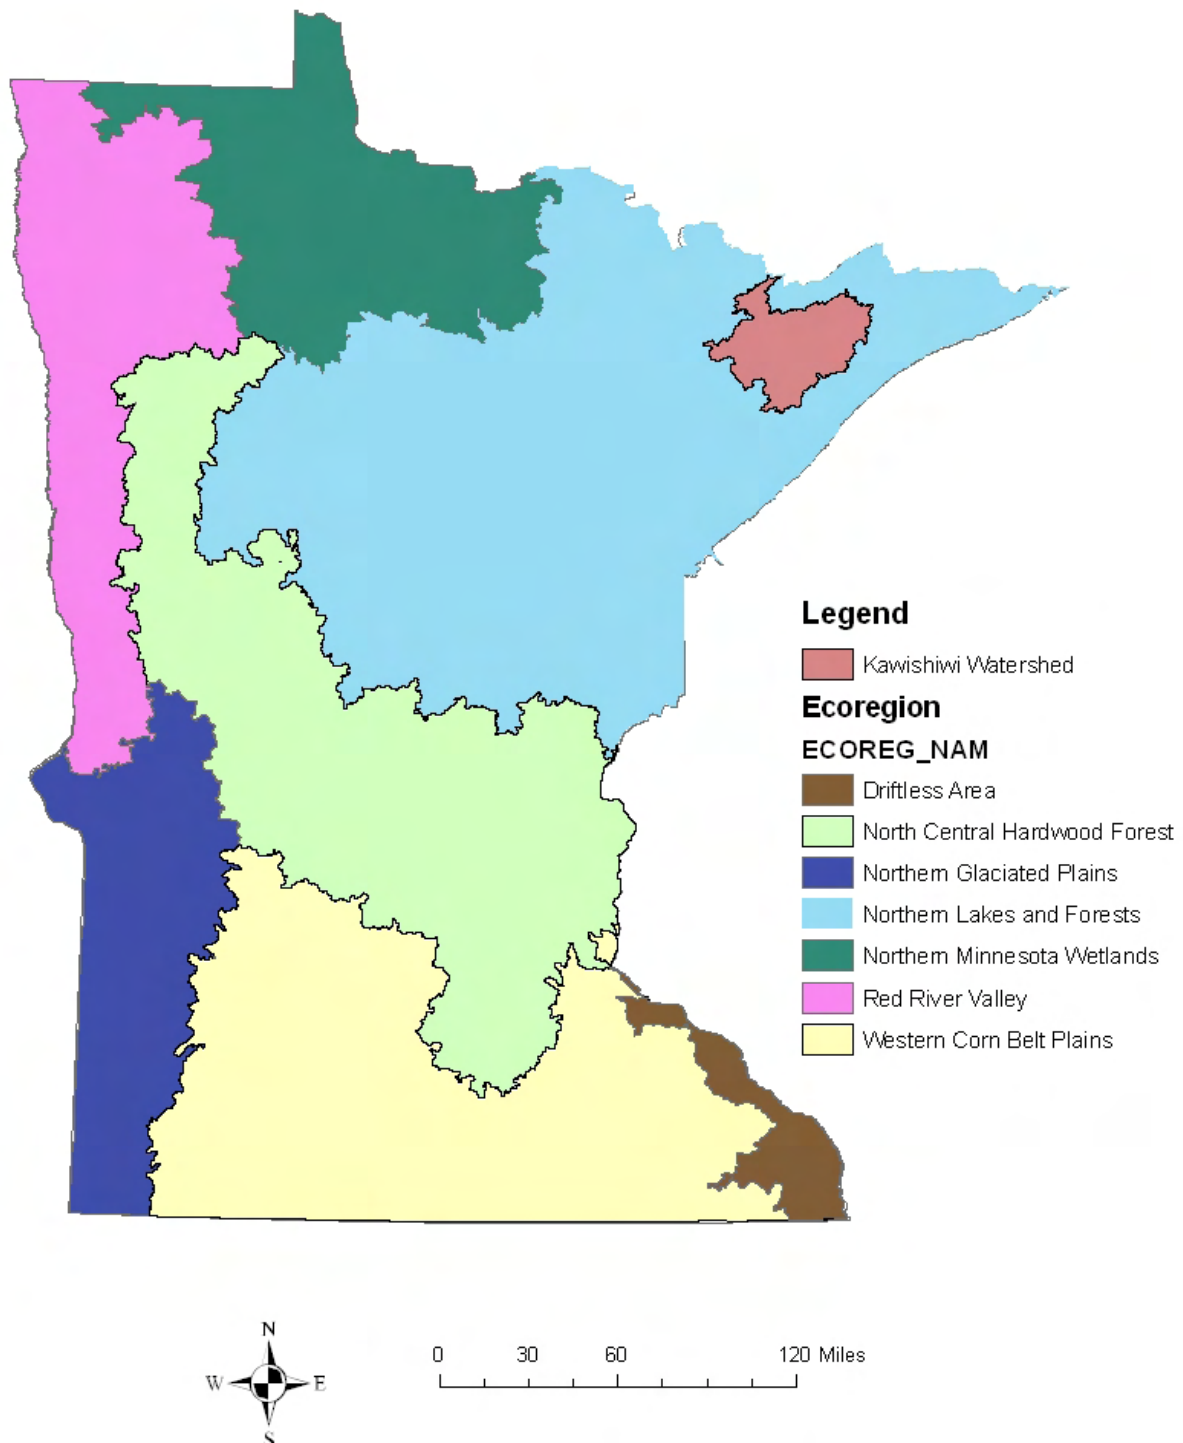 Legend
Kawishiwi Watershed
Ecoregion
ECOREG_NAM
Driftless Area
North Central Hardwood Forest
Northern Glaciated Plains
Northern Lakes and Forests
Northern Minnesota Wetlands
Red River Valley
Western Corn Belt Plains
N
W E
S
0 30 60 120 Miles